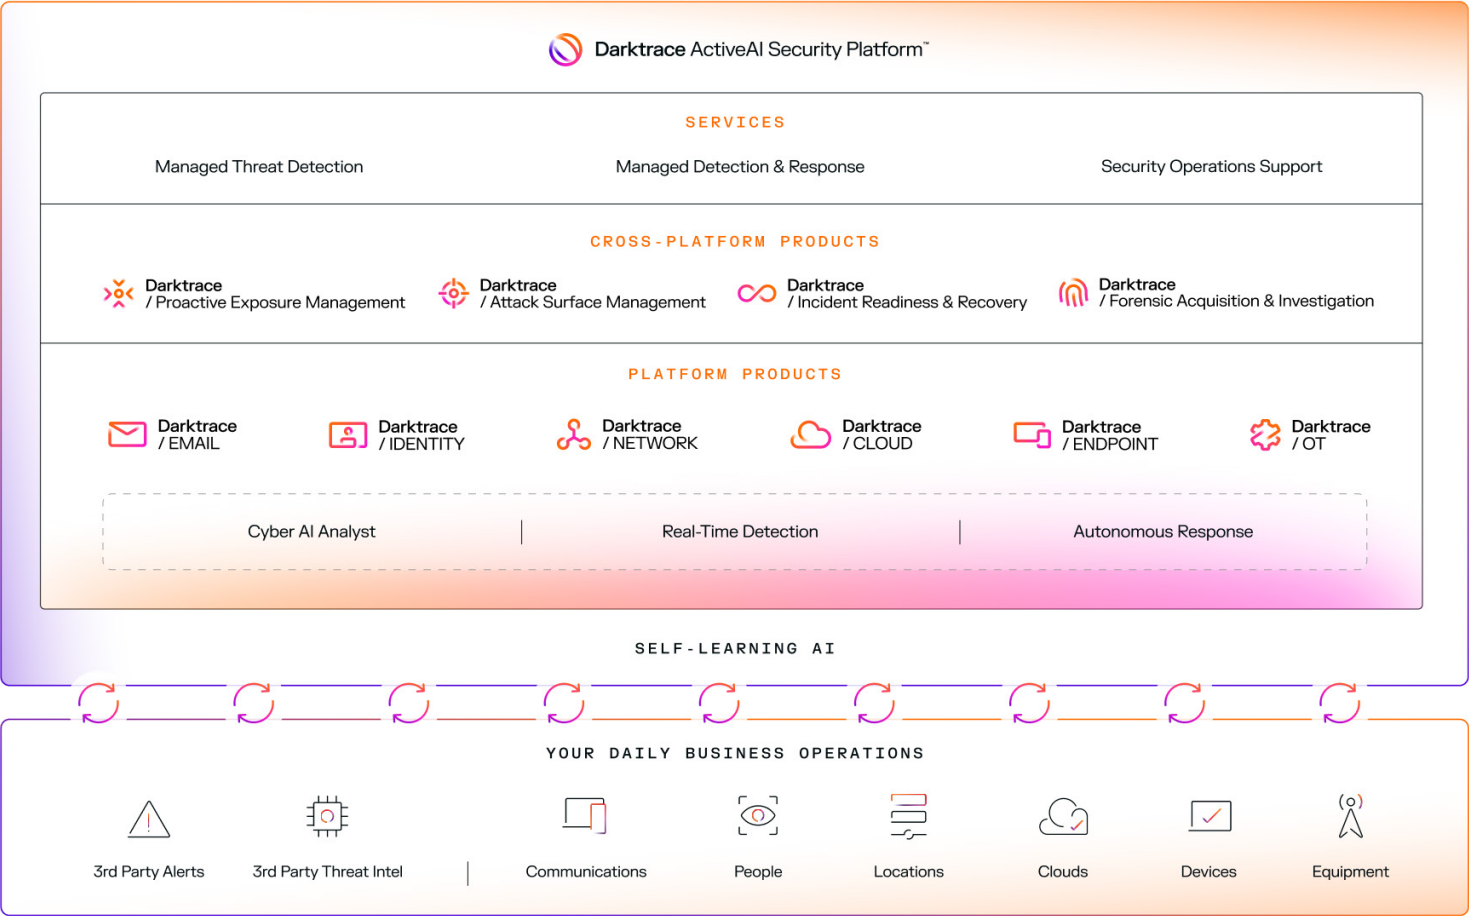 Darktrace ActiveAI Security Platform™
SERVICES
Managed Threat Detection
Managed Detection & Response
Security Operations Support
CROSS-PLATFORM PRODUCTS
Darktrace
/ Proactive Exposure Management
Darktrace
/ Attack Surface Management
Darktrace
/ Incident Readiness & Recovery
Darktrace
/ Forensic Acquisition & Investigation
PLATFORM PRODUCTS
Darktrace
/ EMAIL
Darktrace
/ IDENTITY
Darktrace
/ NETWORK
Darktrace
/ CLOUD
Darktrace
/ ENDPOINT
Darktrace
/ OT
Cyber AI Analyst
Real-Time Detection
Autonomous Response
SELF-LEARNING AI
YOUR DAILY BUSINESS OPERATIONS
3rd Party Alerts
3rd Party Threat Intel
Communications
People
Locations
Clouds
Devices
Equipment